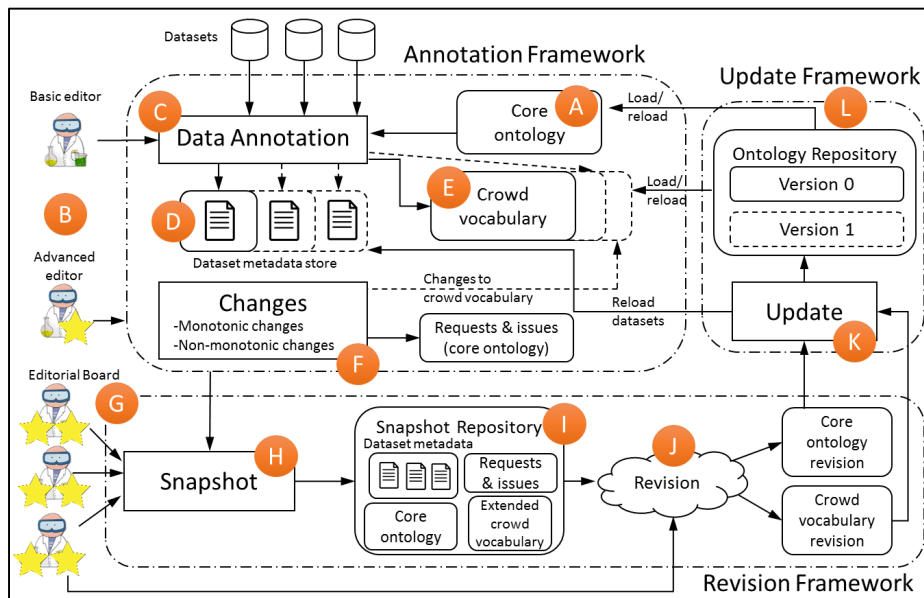 Datasets
Annotation Framework
Update Framework
Basic editor
C
Data Annotation
Core
ontology
A
Load/
reload
L
Ontology Repository
Version 0
Version 1
B
D
Dataset metadata store
E
Crowd
vocabulary
Load/
reload
Advanced
editor
Changes
-Monotonic changes
-Non-monotonic changes
F
Changes to
crowd vocabulary
Requests & issues
(core ontology)
Reload
datasets
Update
K
Editorial Board
G
Snapshot
H
Snapshot Repository
I
Dataset metadata
Requests
& issues
Core
ontology
Extended
crowd
vocabulary
J
Revision
Core
ontology
revision
Crowd
vocabulary
revision
Revision Framework